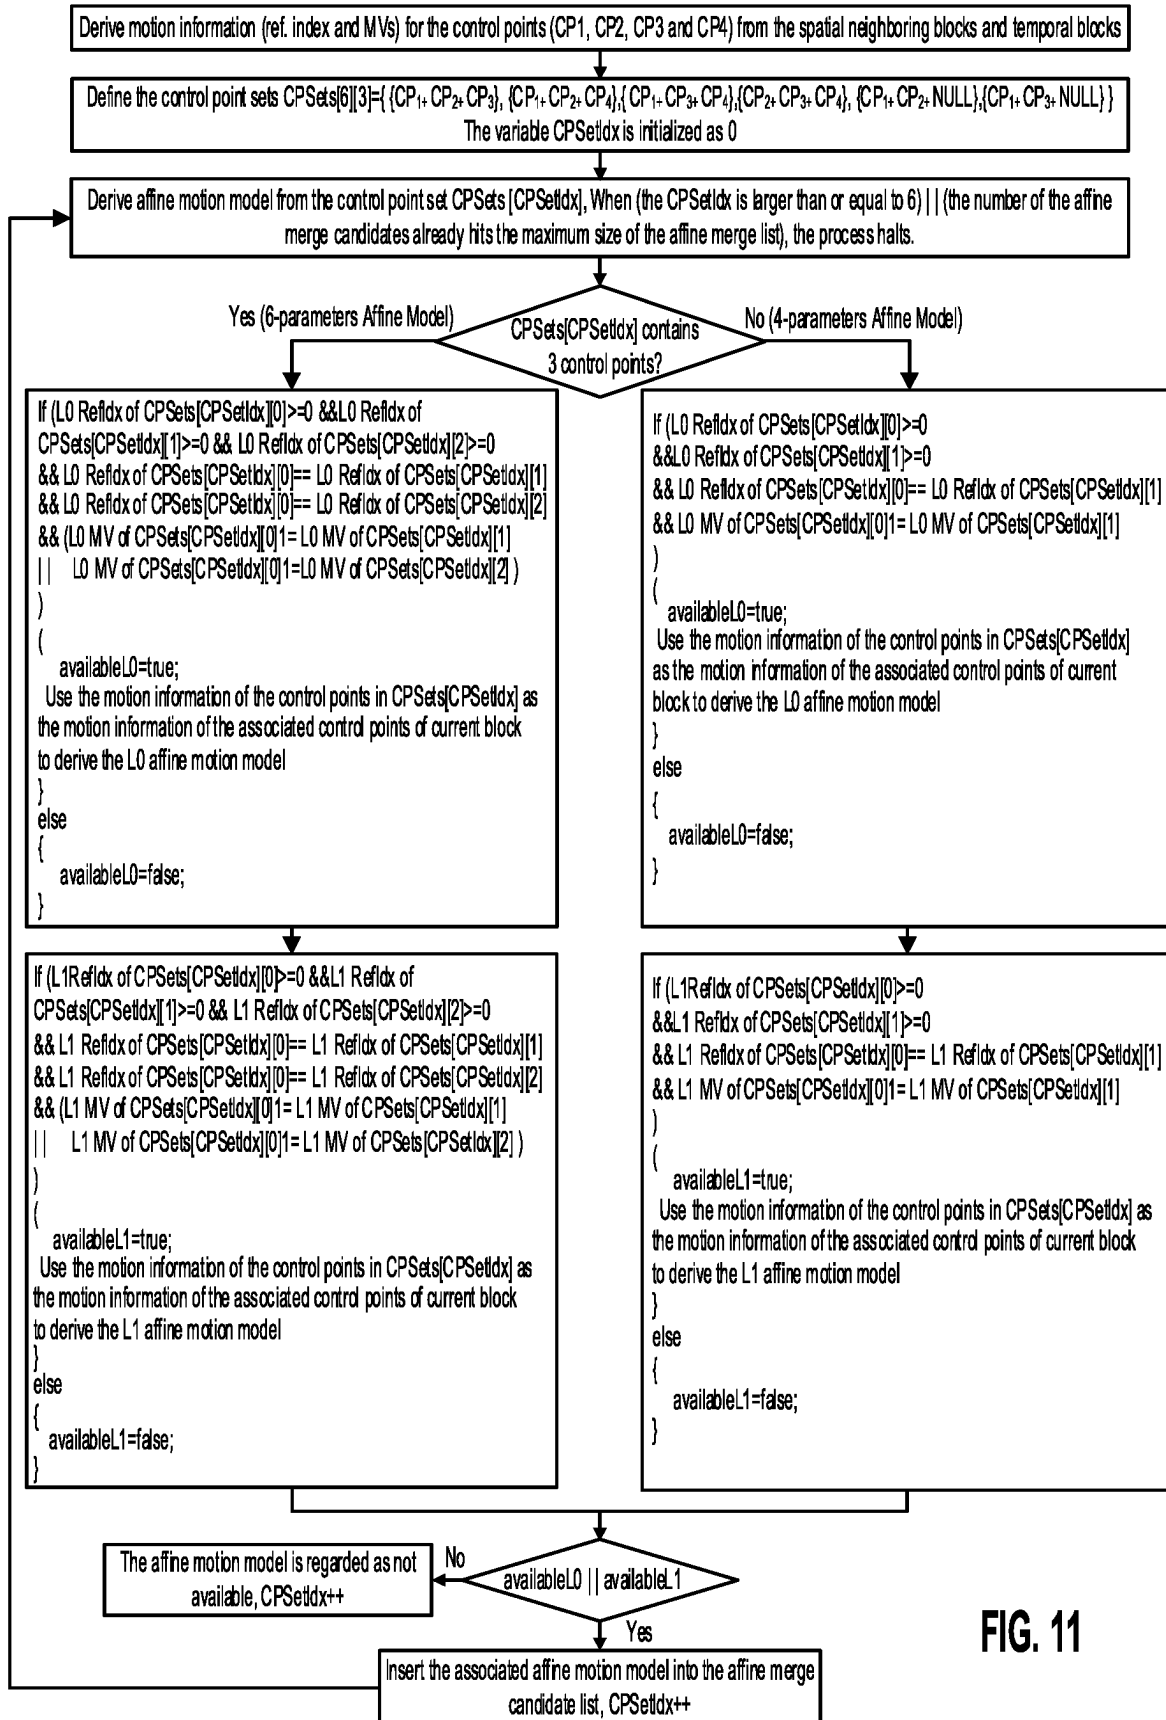 Derive motion information (ref. index and MVs) for the control points (CP1, CP2, CP3 and CP4) from the spatial neighboring blocks and temporal blocks
Define the control point sets CPSets[6][3]={ {CP1+ CP2+ CP3}, {CP1+ CP2+ CP4},{ CP1+ CP3+ CP4},{CP2+ CP3+ CP4}, {CP1+ CP2+ NULL},{CP1+ CP3+ NULL} }
The variable CPSetIdx is initialized as 0
Derive affine motion model from the control point set CPSets [CPSetIdx], When (the CPSetIdx is larger than or equal to 6) | | (the number of the affine
merge candidates already hits the maximum size of the affine merge list), the process halts.
Yes (6-parameters Affine Model)
CPSets[CPSetIdx] contains
3 control points?
No (4-parameters Affine Model)
If (L0 RefIdx of CPSets[CPSetIdx][0]>=0 &&L0 RefIdx of
CPSets[CPSetIdx][1]>=0 && L0 RefIdx of CPSets[CPSetIdx][2]>=0
&& L0 RefIdx of CPSets[CPSetIdx][0]== L0 RefIdx of CPSets[CPSetIdx][1]
&& L0 RefIdx of CPSets[CPSetIdx][0]== L0 RefIdx of CPSets[CPSetIdx][2]
&& (L0 MV of CPSets[CPSetIdx][0]1= L0 MV of CPSets[CPSetIdx][1]
| | L0 MV of CPSets[CPSetIdx][0]1=L0 MV of CPSets[CPSetIdx][2] )
)
(
availableL0=true;
Use the motion information of the control points in CPSets[CPSetIdx] as
the motion information of the associated control points of current block
to derive the L0 affine motion model
}
else
{
availableL0=false;
}
If (L0 RefIdx of CPSets[CPSetIdx][0]>=0
&&L0 RefIdx of CPSets[CPSetIdx][1]>=0
&& L0 RefIdx of CPSets[CPSetIdx][0]== L0 RefIdx of CPSets[CPSetIdx][1]
&& L0 MV of CPSets[CPSetIdx][0]1= L0 MV of CPSets[CPSetIdx][1]
)
(
availableL0=true;
Use the motion information of the control points in CPSets[CPSetIdx]
as the motion information of the associated control points of current
block to derive the L0 affine motion model
}
else
{
availableL0=false;
}
If (L1RefIdx of CPSets[CPSetIdx][0]>=0 &&L1 RefIdx of
CPSets[CPSetIdx][1]>=0 && L1 RefIdx of CPSets[CPSetIdx][2]>=0
&& L1 RefIdx of CPSets[CPSetIdx][0]== L1 RefIdx of CPSets[CPSetIdx][1]
&& L1 RefIdx of CPSets[CPSetIdx][0]== L1 RefIdx of CPSets[CPSetIdx][2]
&& (L1 MV of CPSets[CPSetIdx][0]1= L1 MV of CPSets[CPSetIdx][1]
| | L1 MV of CPSets[CPSetIdx][0]1= L1 MV of CPSets[CPSetIdx][2] )
)
(
availableL1=true;
Use the motion information of the control points in CPSets[CPSetIdx] as
the motion information of the associated control points of current block
to derive the L1 affine motion model
}
else
{
availableL1=false;
}
If (L1RefIdx of CPSets[CPSetIdx][0]>=0
&&L1 RefIdx of CPSets[CPSetIdx][1]>=0
&& L1 RefIdx of CPSets[CPSetIdx][0]== L1 RefIdx of CPSets[CPSetIdx][1]
&& L1 MV of CPSets[CPSetIdx][0]1= L1 MV of CPSets[CPSetIdx][1]
)
(
availableL1=true;
Use the motion information of the control points in CPSets[CPSetIdx] as
the motion information of the associated control points of current block
to derive the L1 affine motion model
}
else
{
availableL1=false;
}
The affine motion model is regarded as not
available, CPSetIdx++
No
availableL0 | | availableL1
Yes
Insert the associated affine motion model into the affine merge
candidate list, CPSetIdx++
FIG. 11